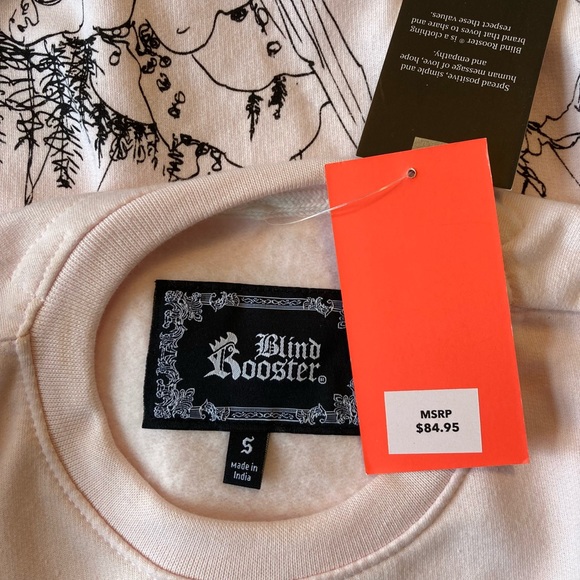 Spread positive, simple and
human message of love, hope
and empathy.
Blind Rooster ® is a clothing
brand that love to share and
respect these values.
Blind
Rooster®
S
Made in
India
MSRP
$84.95